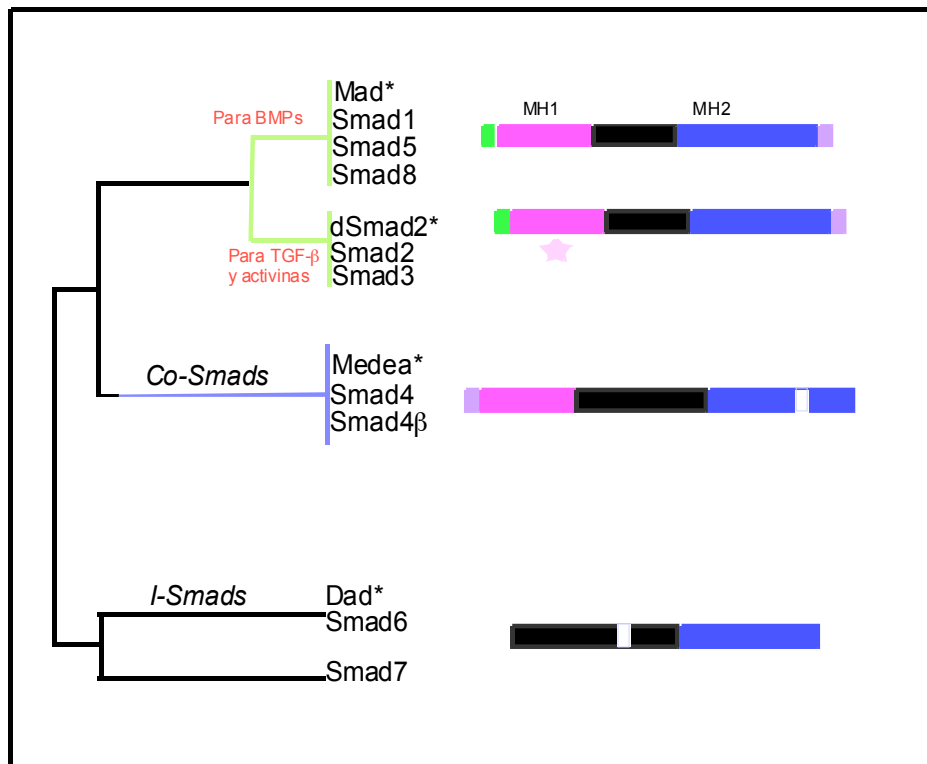 Mad*
Para BMPs
MH1
MH2
Smad1
Smad5
Smad8
dSmad2*
Smad2
Smad3
Para TGF-β
y activinas
Co-Smads
Medea*
Smad4
Smad4β
I-Smads
Dad*
Smad6
Smad7